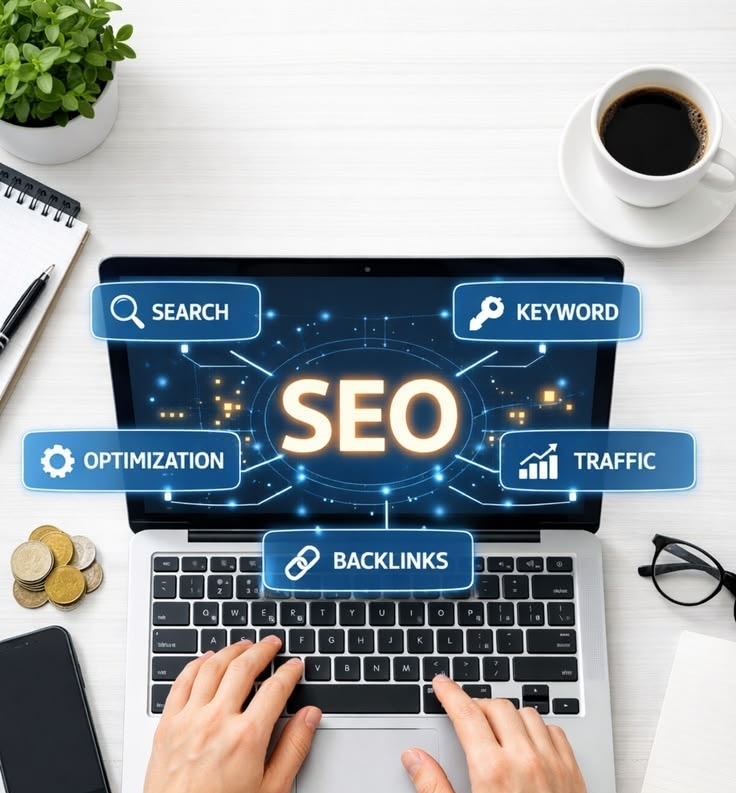 SEARCH
KEYWORD
SEO
OPTIMIZATION
TRAFFIC
BACKLINKS
Q W E R T Y U I O P
A S F G H J K L
V B N M